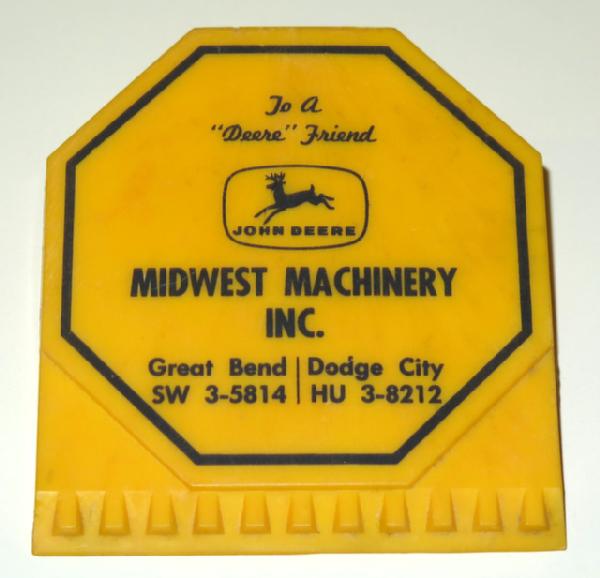 To A
"Deere" Friend
JOHN DEERE
MIDWEST MACHINERY
INC.
Great Bend | Dodge City
SW 3-5814 | HU 3-8212